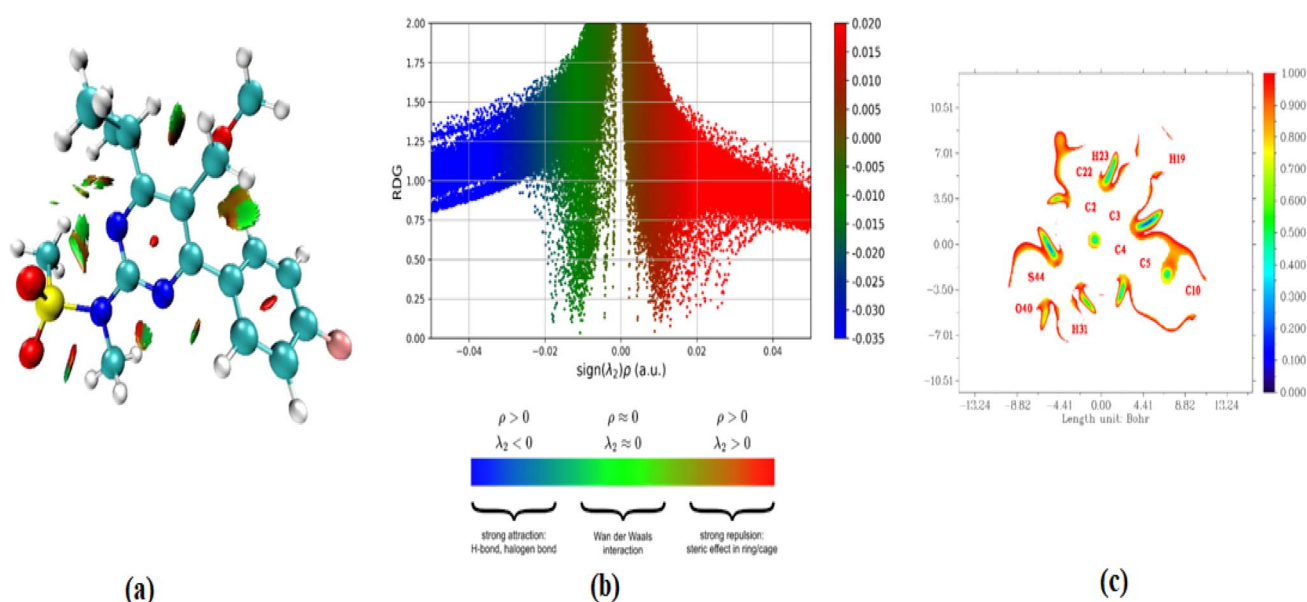 2.00
1.75
1.50
1.25
1.00
0.75
0.50
0.25
0.00
RDG
−0.04 −0.02 0.00 0.02 0.04
sign(λ₂)ρ (a.u.)
0.020
0.015
0.010
0.005
0.000
-0.005
-0.010
-0.015
-0.020
-0.025
-0.030
-0.035
ρ > 0 ρ ≈ 0 ρ > 0
λ₂ < 0 λ₂ ≈ 0 λ₂ > 0
strong attraction: Wan der Waals strong repulsion:
H-bond, halogen bond interaction steric effect in ring/cage
10.51
7.01
3.50
0.00
-3.50
-7.01
-10.51
H23
H19
C22
C2
C3
C4
C5
S44
C10
O40
H31
-13.24 -8.82 -4.41 0.00 4.41 8.82 13.24
Length unit: Bohr
1.000
0.900
0.800
0.700
0.600
0.500
0.400
0.300
0.200
0.100
0.000
(a) (b) (c)